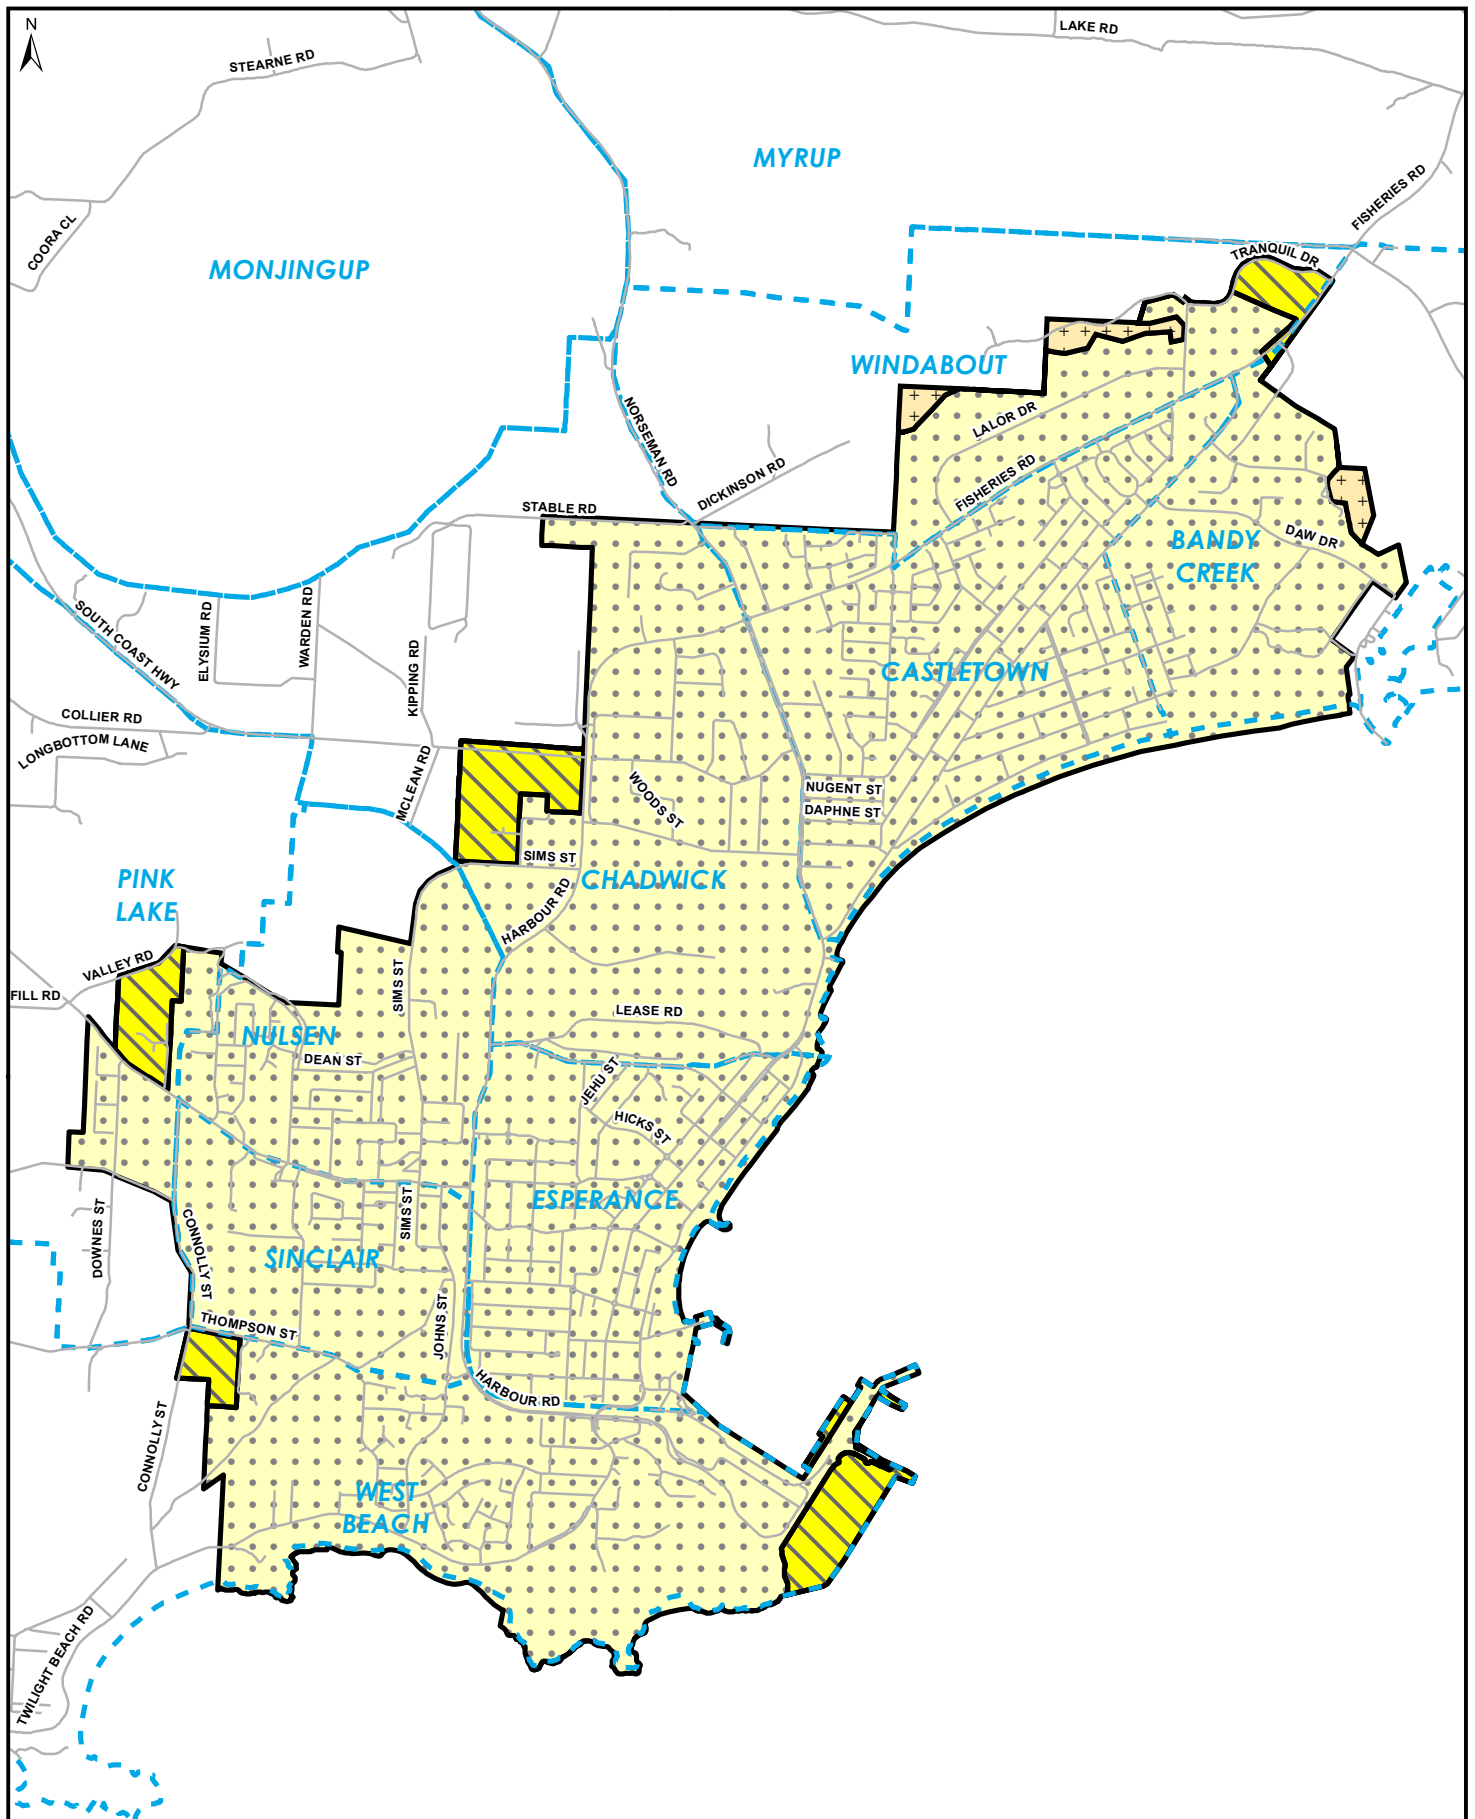 N
LAKE RD
STEARNE RD
MYRUP
FISHERIES RD
COORA CL
TRANQUIL DR
MONJINGUP
WINDABOUT
NORSEMAN RD
LALOR DR
DICKINSON RD
FISHERIES RD
STABLE RD
DAW DR
BANDY
CREEK
SOUTH COAST HWY
ELYSIUM RD
WARDEN RD
KIPPING RD
CASTLETOWN
COLLIER RD
LONGBOTTOM LANE
MCLEAN RD
WOODS ST
NUGENT ST
DAPHNE ST
SIMS ST
PINK
LAKE
CHADWICK
HARBOUR RD
VALLEY RD
SIMS ST
FILL RD
LEASE RD
NULSEN
DEAN ST
JEHU ST
HICKS ST
ESPERANCE
SIMS ST
DOWNES ST
CONNOLLY ST
SINCLAIR
THOMPSON ST
JOHNS ST
HARBOUR RD
CONNOLLY ST
WEST
BEACH
TWILIGHT BEACH RD